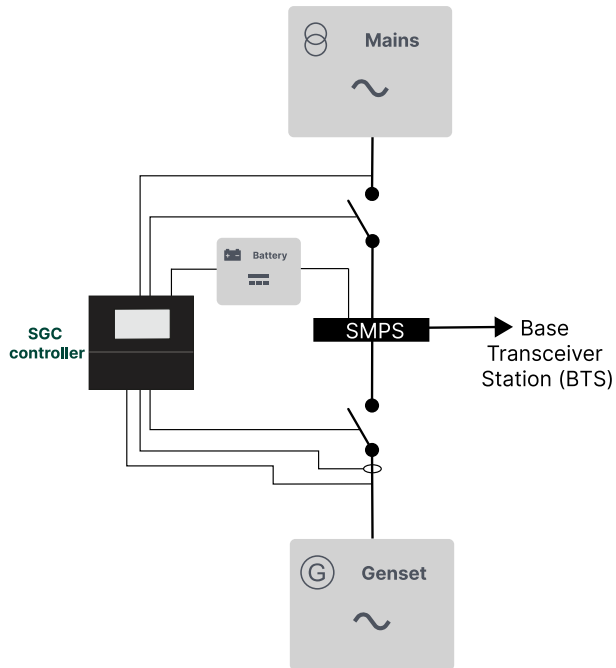 Mains
Battery
SGC
controller
SMPS
Base
Transceiver
Station (BTS)
G
Genset